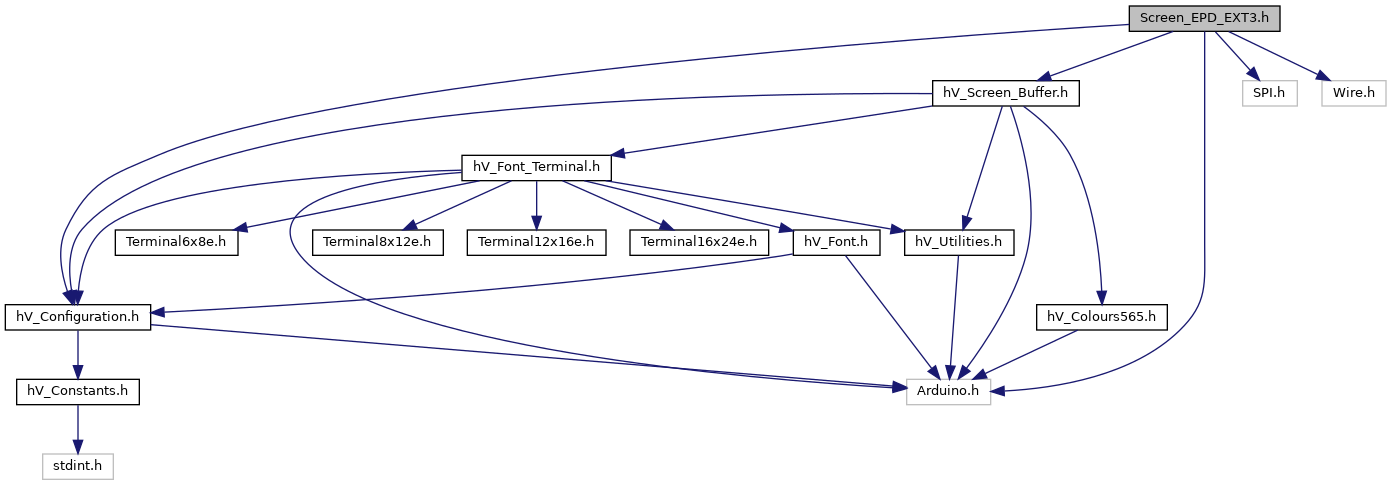 Screen_EPD_EXT3.h
hV_Screen_Buffer.h
SPI.h
Wire.h
hV_Font_Terminal.h
Terminal6x8e.h
Terminal8x12e.h
Terminal12x16e.h
Terminal16x24e.h
hV_Font.h
hV_Utilities.h
hV_Configuration.h
hV_Colours565.h
hV_Constants.h
Arduino.h
stdint.h